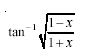 tan⁻¹ √((1−x)/(1+x))